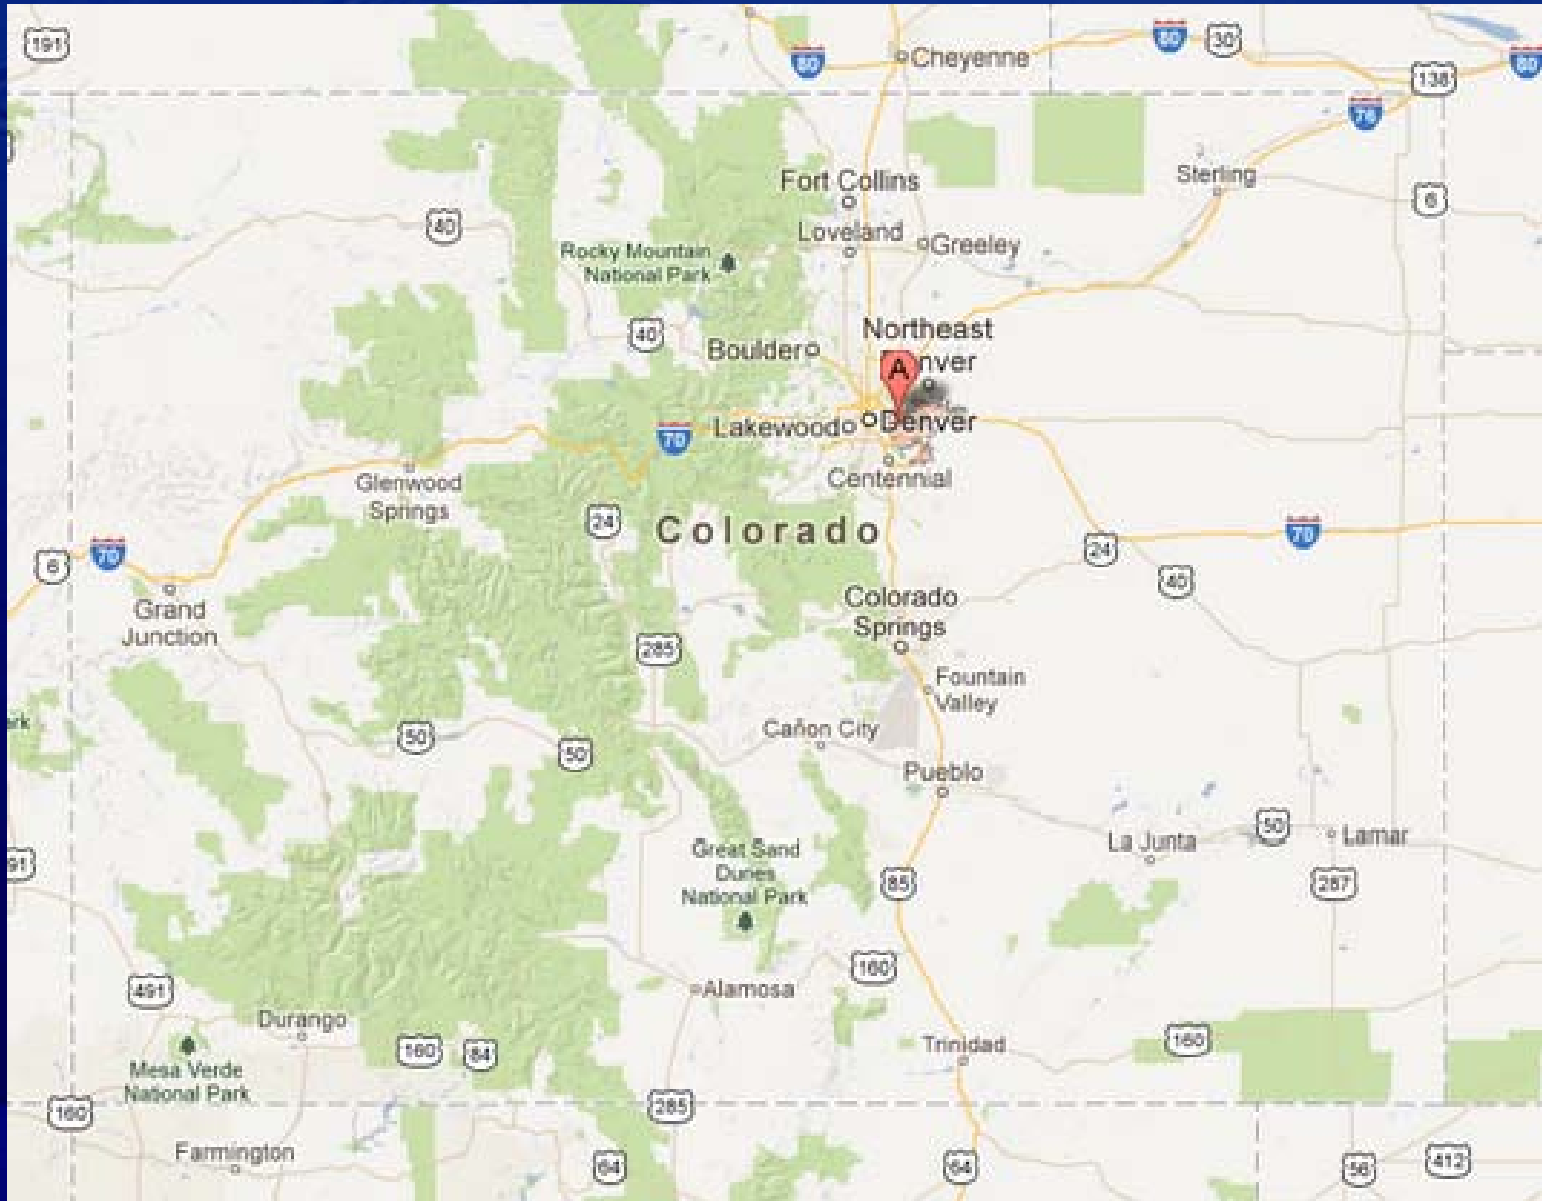 191
80
Cheyenne
80
30
80
138
76
Fort Collins
Sterling
6
40
Loveland
Greeley
Rocky Mountain
National Park
40
Northeast
Boulder
nver
A
Lakewood
Denver
70
Glenwood
Springs
Centennial
24
Colorado
70
24
6
70
40
Grand
Junction
Colorado
Springs
285
Fountain
Valley
ark
50
50
Cañon City
Pueblo
50
La Junta
Lamar
91
Great Sand
Dunes
National Park
85
287
160
491
Alamosa
Durango
160
84
Trinidad
160
Mesa Verde
National Park
160
285
Farmington
64
64
56
412